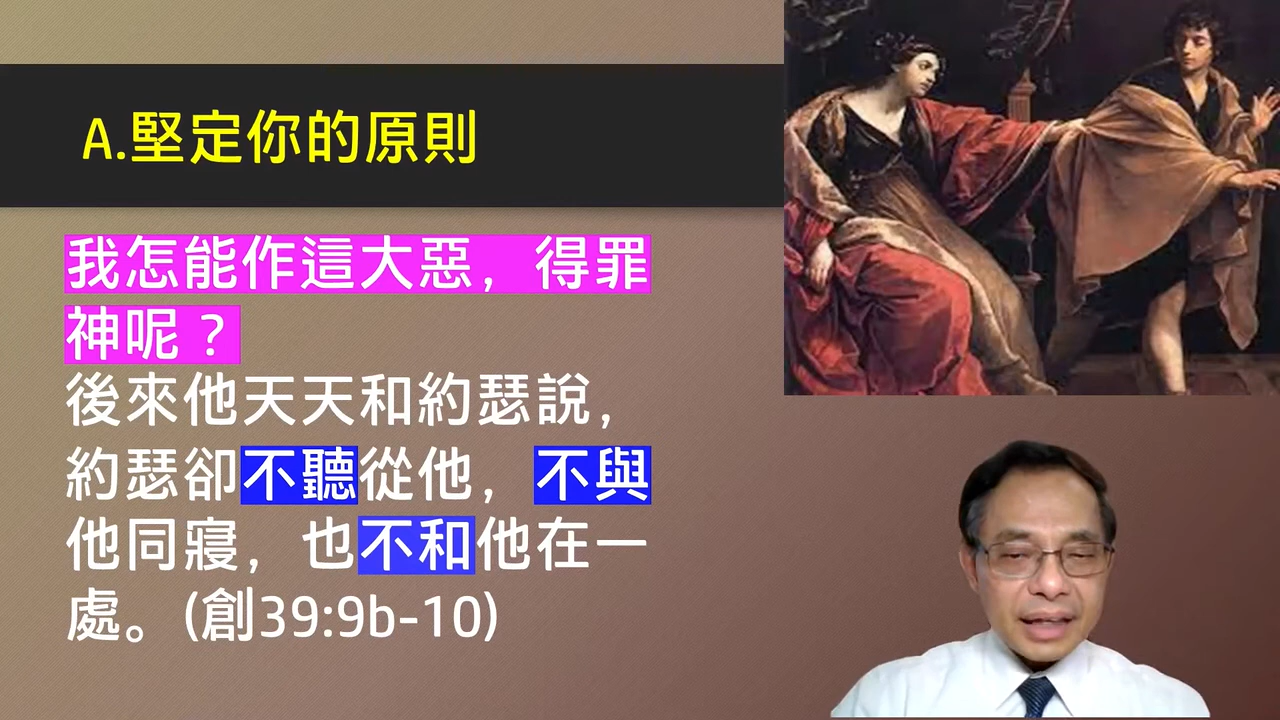 A.堅定你的原則
我怎能作這大惡，得罪
神呢？
後來他天天和約瑟說，
約瑟卻不聽從他，不與
他同寢，也不和他在一
處。(創39:9b-10)